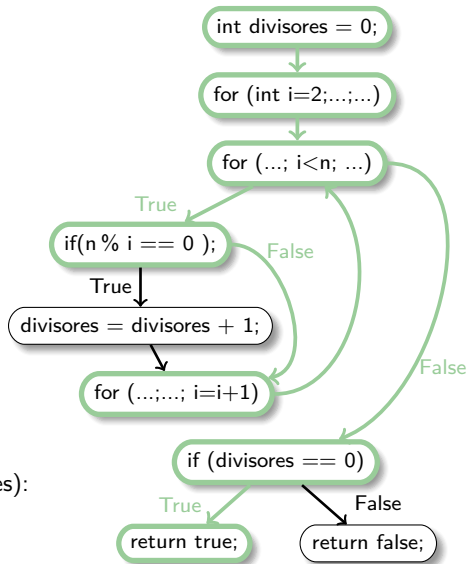 int divisores = 0;
for (int i=2;...;...)
for (...; i<n; ...)
True
if(n % i == 0 );
False
True
divisores = divisores + 1;
for (...;...; i=i+1)
False
if (divisores == 0)
es):
True
False
return true;
return false;